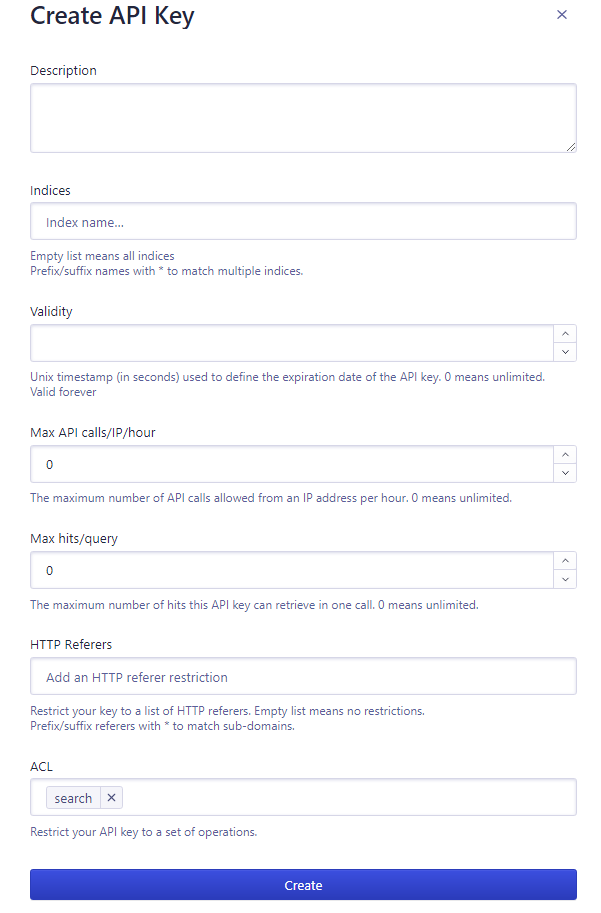 Create API Key
Description
Indices
Index name...
Empty list means all indices
Prefix/suffix names with * to match multiple indices.
Validity
Unix timestamp (in seconds) used to define the expiration date of the API key. 0 means unlimited.
Valid forever
Max API calls/IP/hour
0
The maximum number of API calls allowed from an IP address per hour. 0 means unlimited.
Max hits/query
0
The maximum number of hits this API key can retrieve in one call. 0 means unlimited.
HTTP Referers
Add an HTTP referer restriction
Restrict your key to a list of HTTP referers. Empty list means no restrictions.
Prefix/suffix referers with * to match sub-domains.
ACL
search
Restrict your API key to a set of operations.
Create